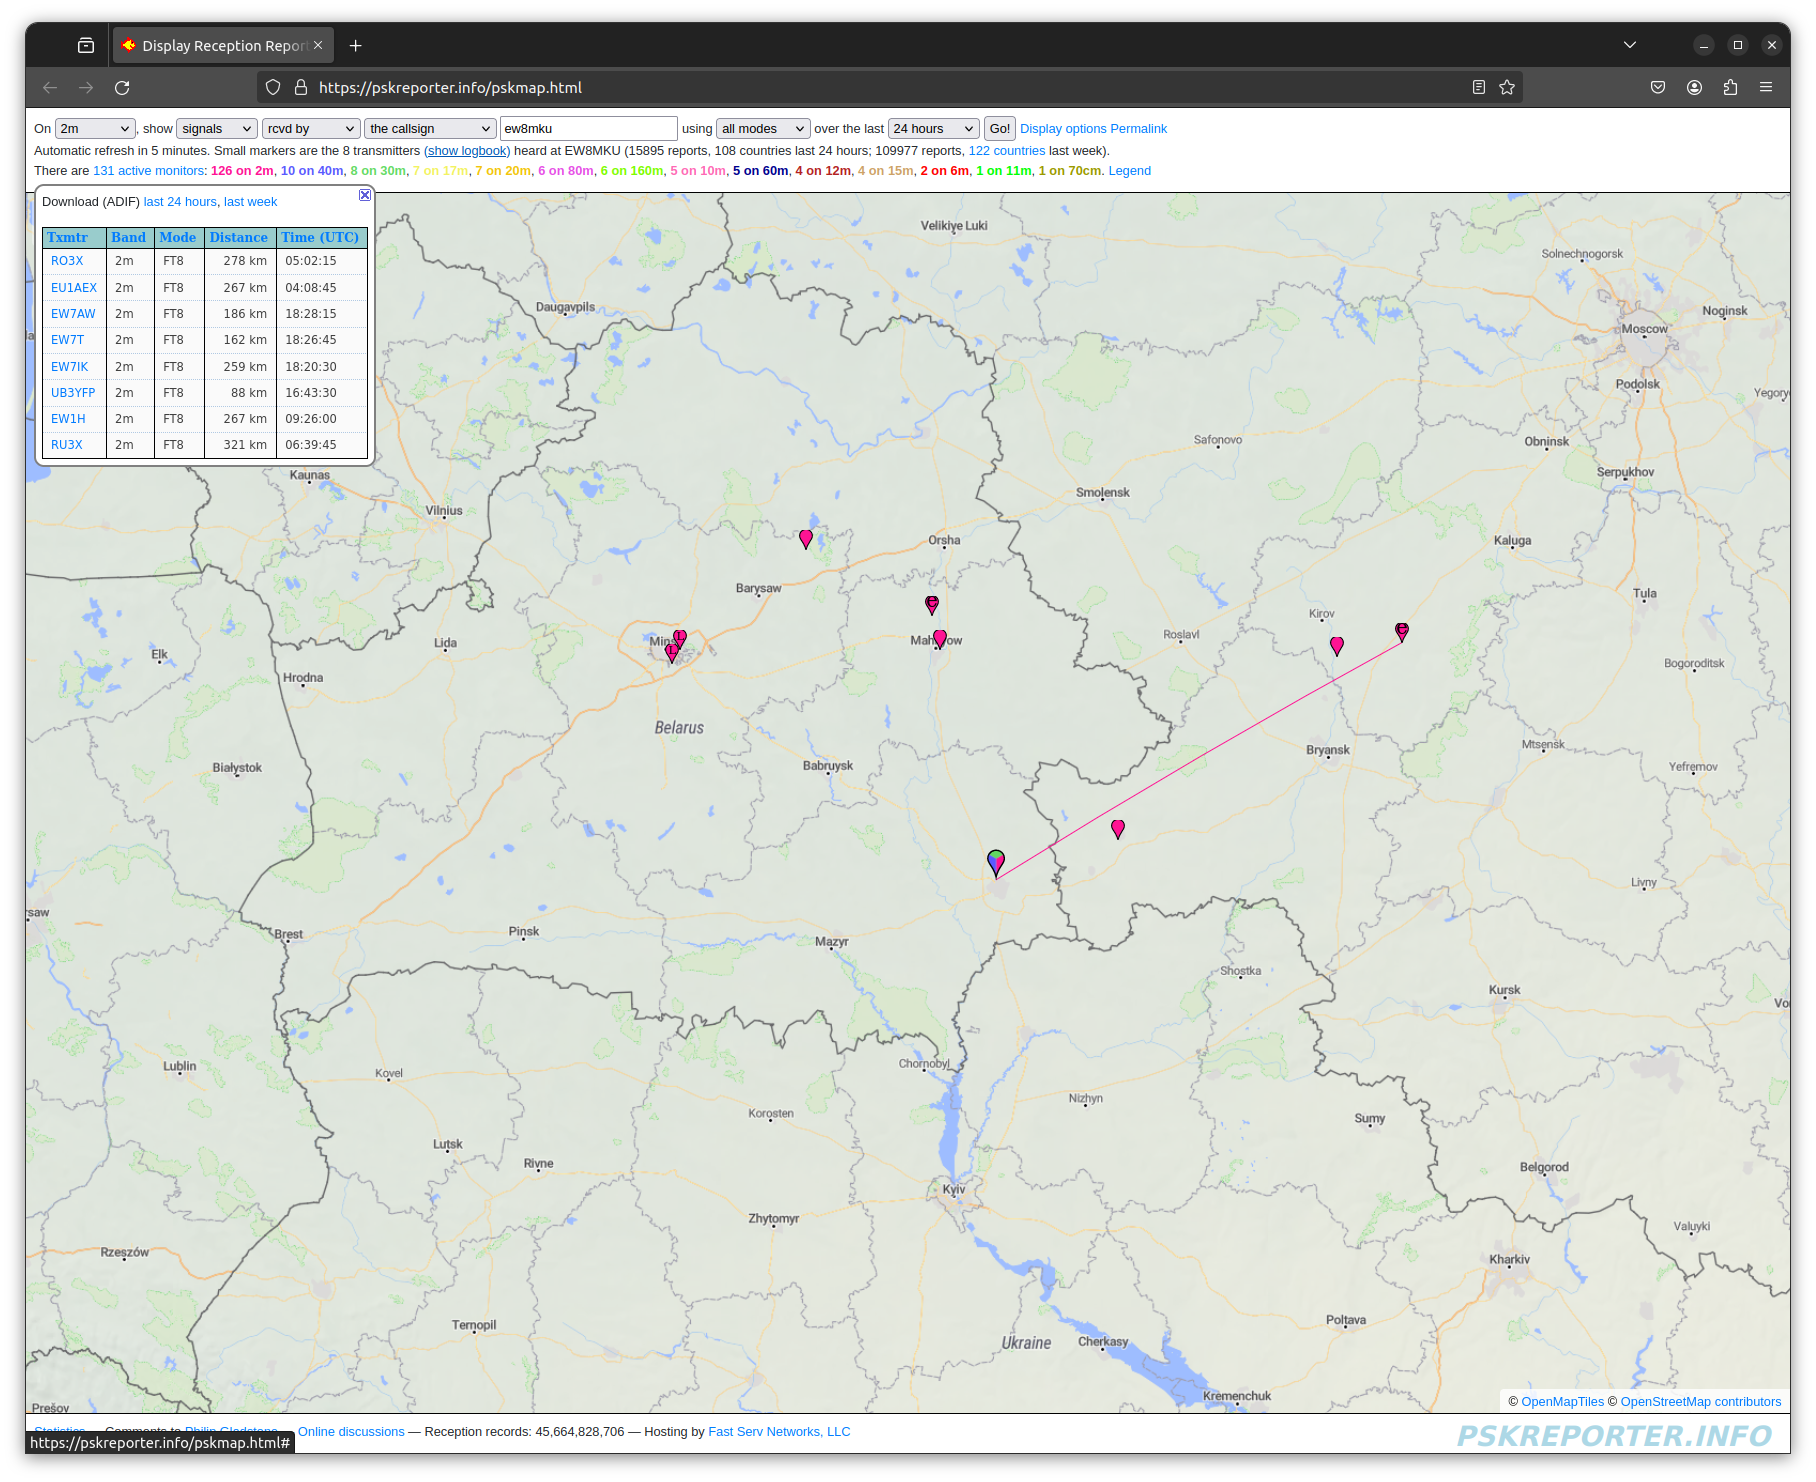 Display Reception Repor
https://pskreporter.info/pskmap.html
On 2m, show signals rcvd by the callsign ew8mku using all modes over the last 24 hours Go! Display options Permalink
Automatic refresh in 5 minutes. Small markers are the 8 transmitters (show logbook) heard at EW8MKU (15895 reports, 108 countries last 24 hours; 109977 reports, 122 countries last week).
There are 131 active monitors: 126 on 2m, 10 on 40m, 8 on 30m, 7 on 17m, 7 on 20m, 6 on 80m, 6 on 160m, 5 on 10m, 5 on 60m, 4 on 12m, 4 on 15m, 2 on 6m, 1 on 11m, 1 on 70cm. Legend
Download (ADIF) last 24 hours, last week
Txmtr Band Mode Distance Time (UTC)
RO3X 2m FT8 278 km 05:02:15
EU1AEX 2m FT8 267 km 04:08:45
EW7AW 2m FT8 186 km 18:28:15
EW7T 2m FT8 162 km 18:26:45
EW7IK 2m FT8 259 km 18:20:30
UB3YFP 2m FT8 88 km 16:43:30
EW1H 2m FT8 267 km 09:26:00
RU3X 2m FT8 321 km 06:39:45
Velikiye Luki
Solnechnogorsk
Daugavpils
Noginsk
Moscow
Podolsk
Yegory
Safonovo
Obninsk
Kaunas
Serpukhov
Smolensk
Vilnius
Orsha
Kaluga
Barysaw
Tula
Kirov
Lida
Roslavl
Elk
Bogoroditsk
Hrodna
Belarus
Bryansk
Mtsensk
Białystok
Babruysk
Yefremov
Livny
saw
Brest
Pinsk
Mazyr
Shostka
Kursk
Vo
Chornobyl
Lublin
Kovel
Nizhyn
Korosten
Sumy
Lutsk
Rivne
Belgorod
Kyiv
Zhytomyr
Valuyki
Rzeszów
Kharkiv
Ternopil
Poltava
Ukraine
Cherkasy
Kremenchuk
Prešov
© OpenMapTiles © OpenStreetMap contributors
Online discussions — Reception records: 45,664,828,706 — Hosting by Fast Serv Networks, LLC
PSKREPORTER.INFO
https://pskreporter.info/pskmap.html#